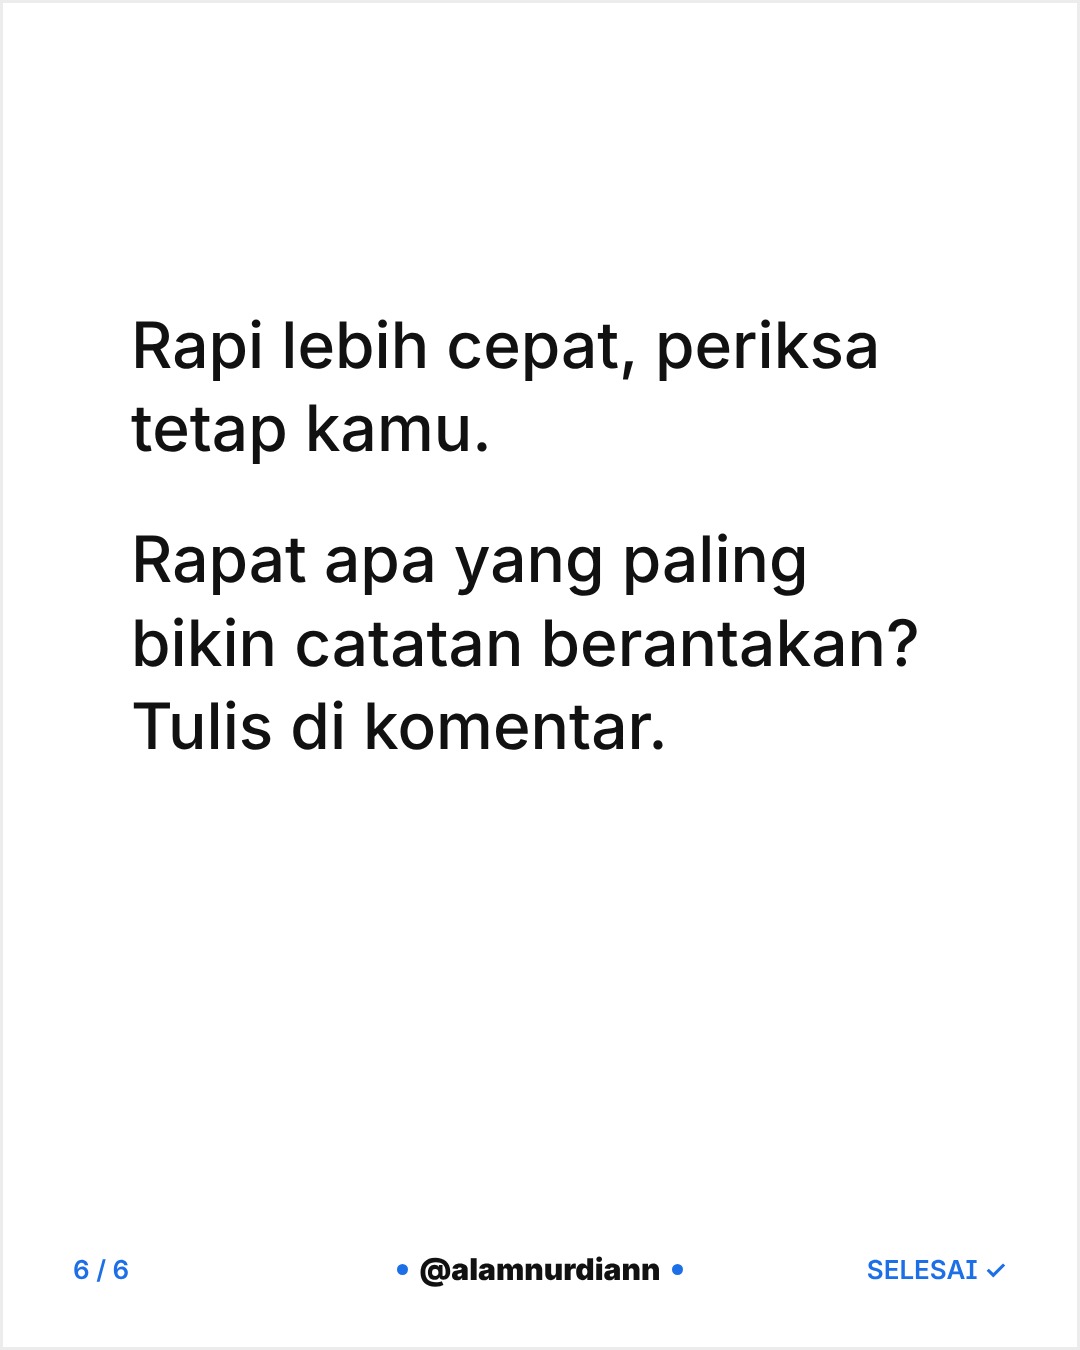 Rapi lebih cepat, periksa
tetap kamu.
Rapat apa yang paling
bikin catatan berantakan?
Tulis di komentar.
6 / 6
• @alamnurdiann •
SELESAI ✓